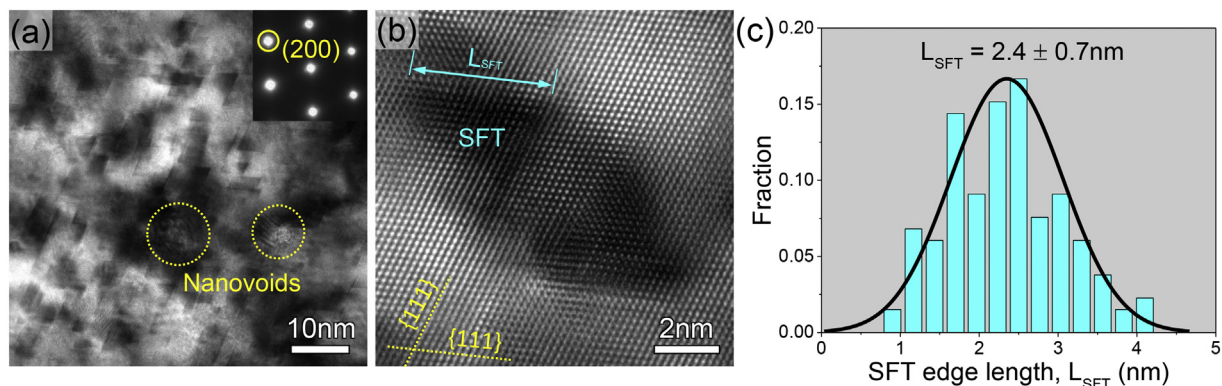 (a)
(200)
Nanovoids
10nm
(b)
L_SFT
SFT
{111}
{111}
2nm
(c)
L_SFT = 2.4 ± 0.7nm
Fraction
0.20
0.15
0.10
0.05
0.00
0 1 2 3 4 5
SFT edge length, L_SFT (nm)